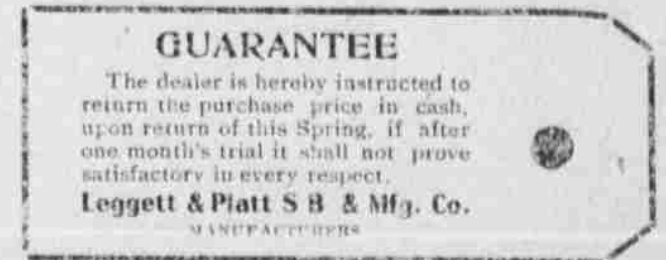 GUARANTEE
The dealer is hereby instructed to
return the purchase price in cash,
upon return of this Spring, if after
one month's trial it shall not prove
satisfactory in every respect.
Leggett & Platt S B & Mfg. Co.
MANUFACTURERS